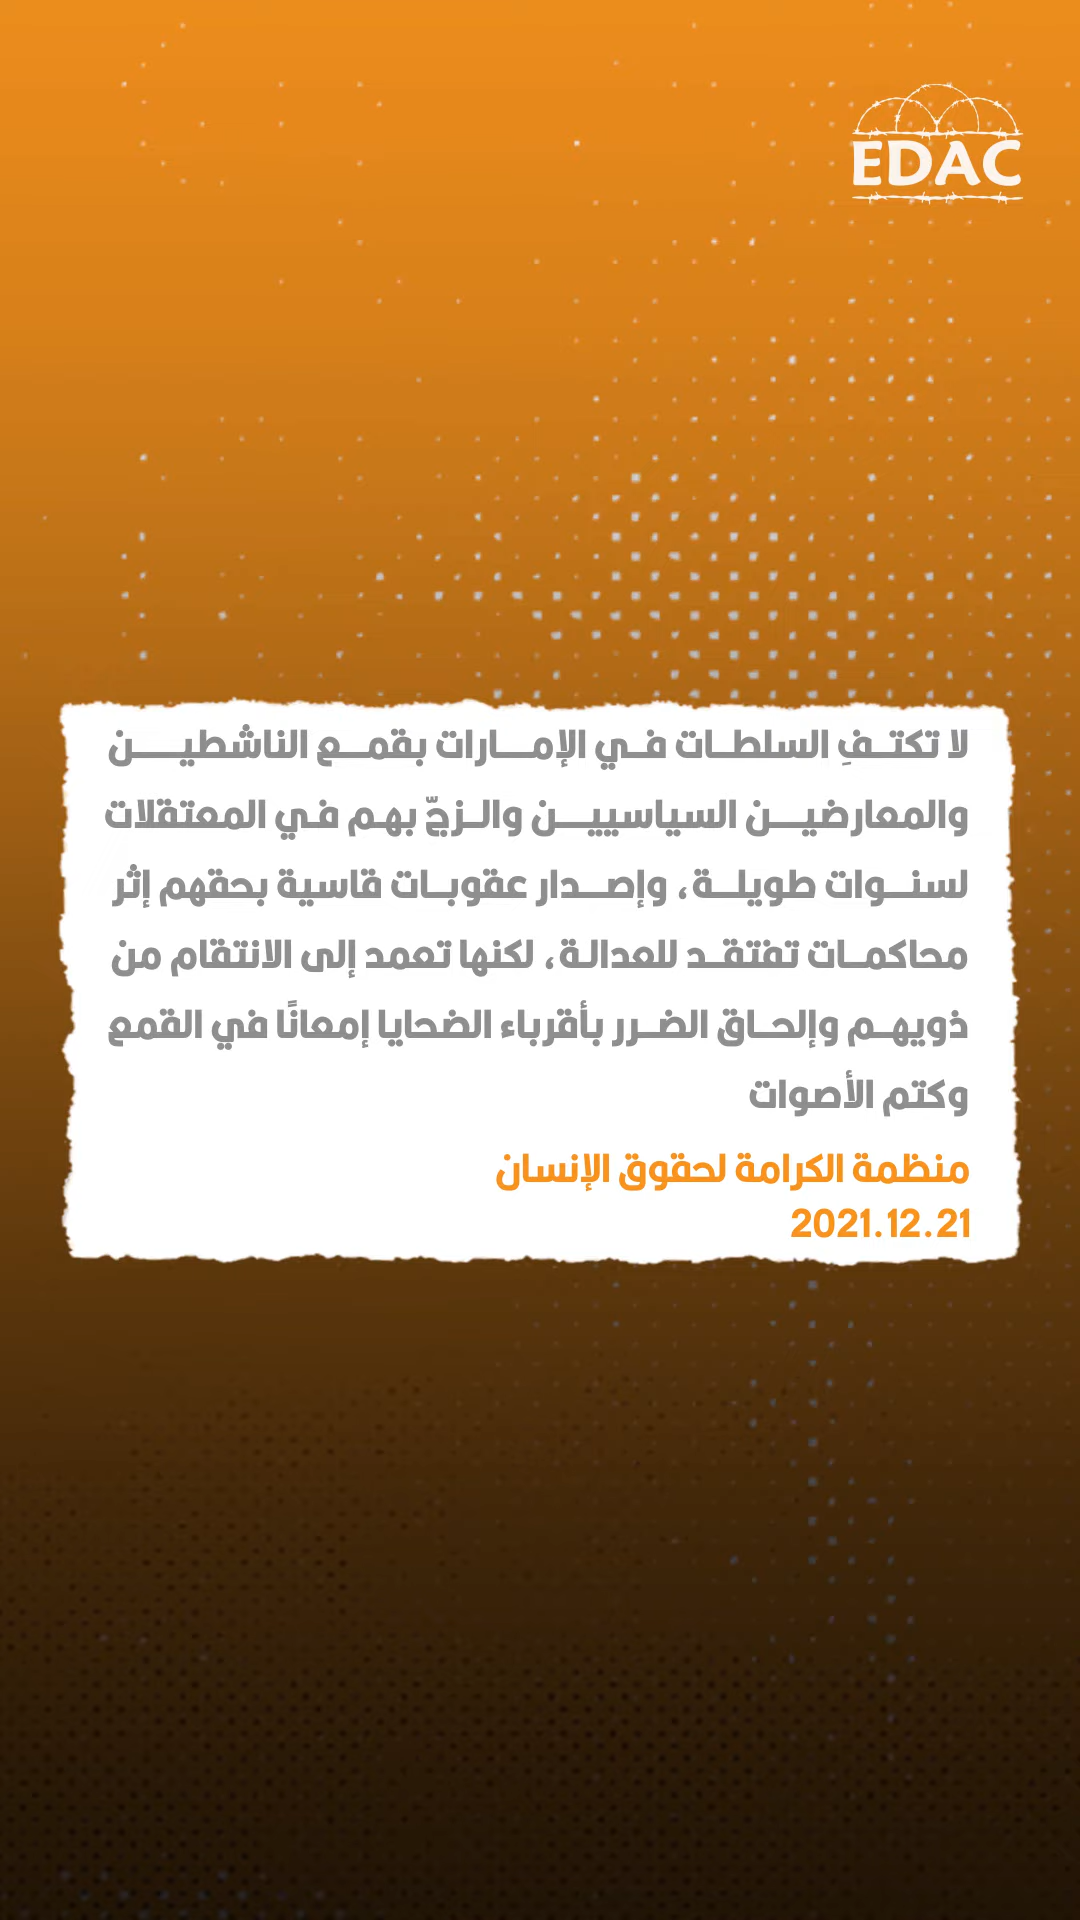 EDAC
لا تكتفِ السلطات في الإمارات بقمع الناشطين
والمعارضين السياسيين والزجّ بهم في المعتقلات
لسنوات طويلة، وإصدار عقوبات قاسية بحقهم إثر
محاكمات تفتقد للعدالة، لكنها تعمد إلى الانتقام من
ذويهم وإلحاق الضرر بأقرباء الضحايا إمعانًا في القمع
وكتم الأصوات
منظمة الكرامة لحقوق الإنسان
2021.12.21